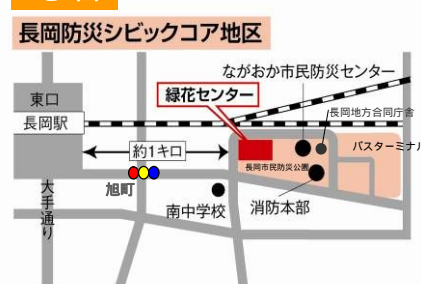 長岡防災シビックコア地区
ながおか市民防災センター
東口
緑花センター
長岡地方合同庁舎
長岡駅
約1キロ
バスターミナル
長岡市民防災公園
旭町
大手通り
南中学校
消防本部